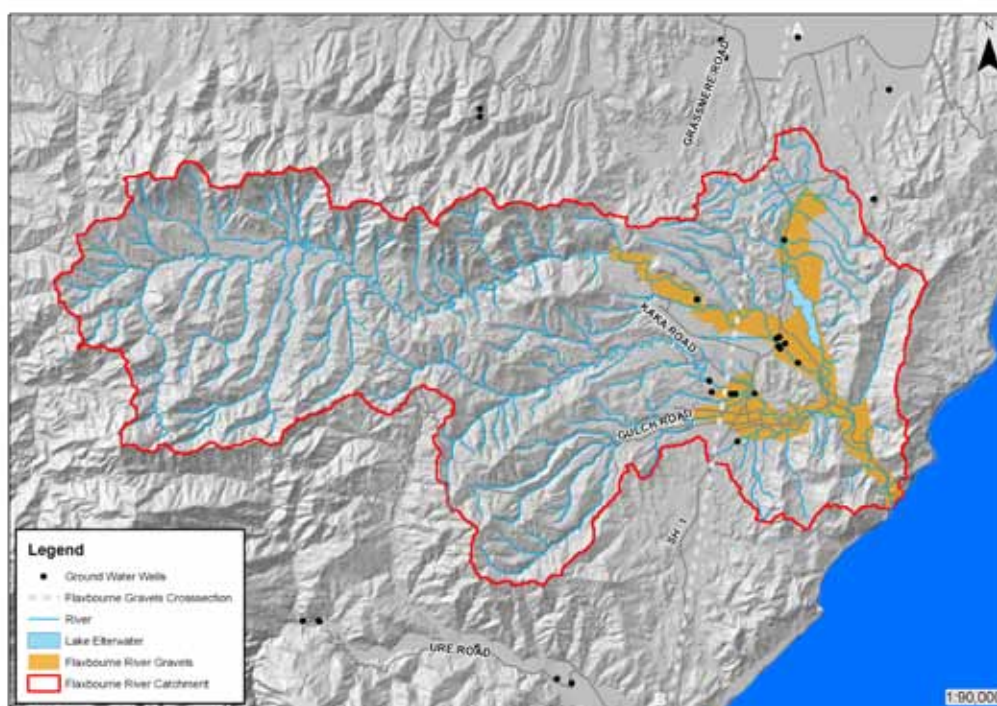 A
Z
GRASSMERE ROAD
KAKA ROAD
GULCH ROAD
SH 1
URE ROAD
B
Legend
Ground Water Wells
Flaxbourne Gravels Crosssection
River
Lake Elterwater
Flaxbourne River Gravels
Flaxbourne River Catchment
1:90,000